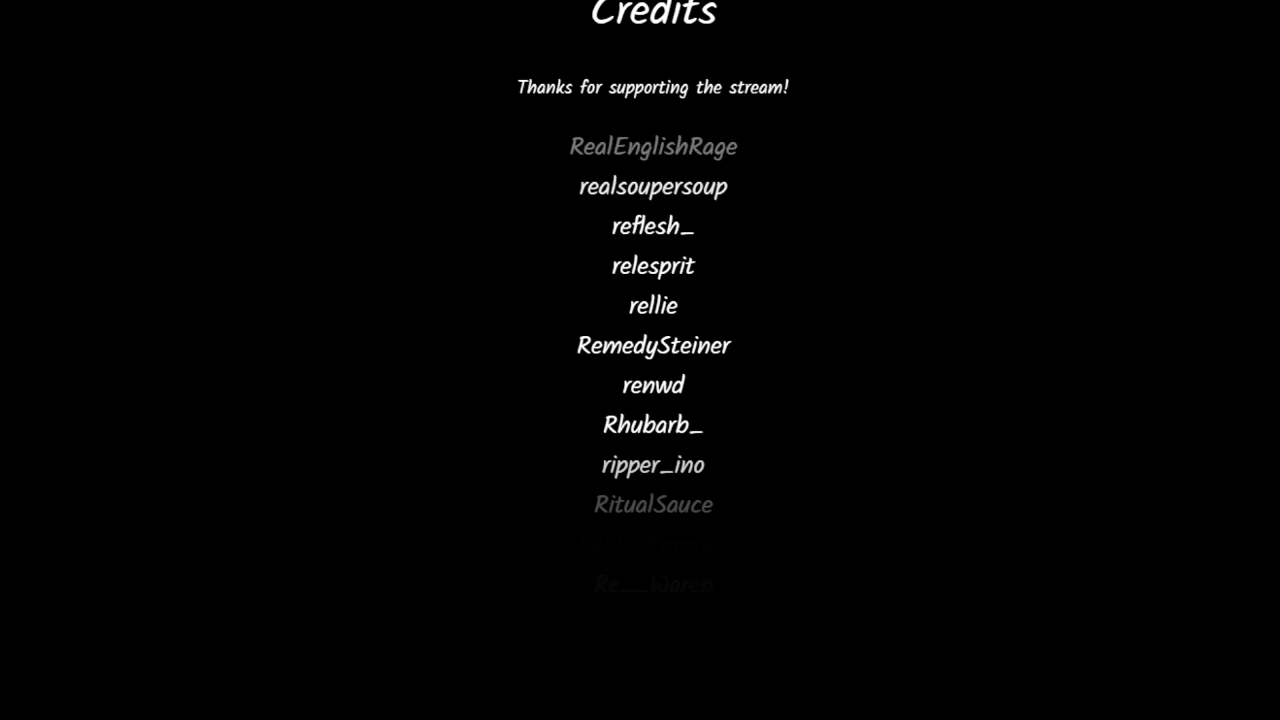 Credits
Thanks for supporting the stream!
RealEnglishRage
realsoupersoup
reflesh_
relesprit
rellie
RemedySteiner
renwd
Rhubarb_
ripper_ino
RitualSauce